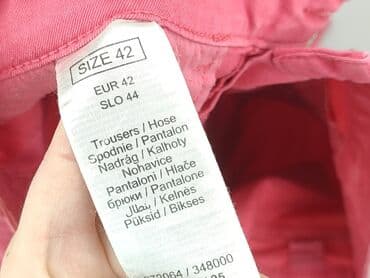 SIZE 42
EUR 42
SLO 44
Trousers / Hose
Spodnie / Pantalon
Nadrág / Kalhoty
Nohavice
Pantaloni / Hlače
брюки / Pantalone
بنطال / Kelnės
Püksid / Bikses
/ 348000